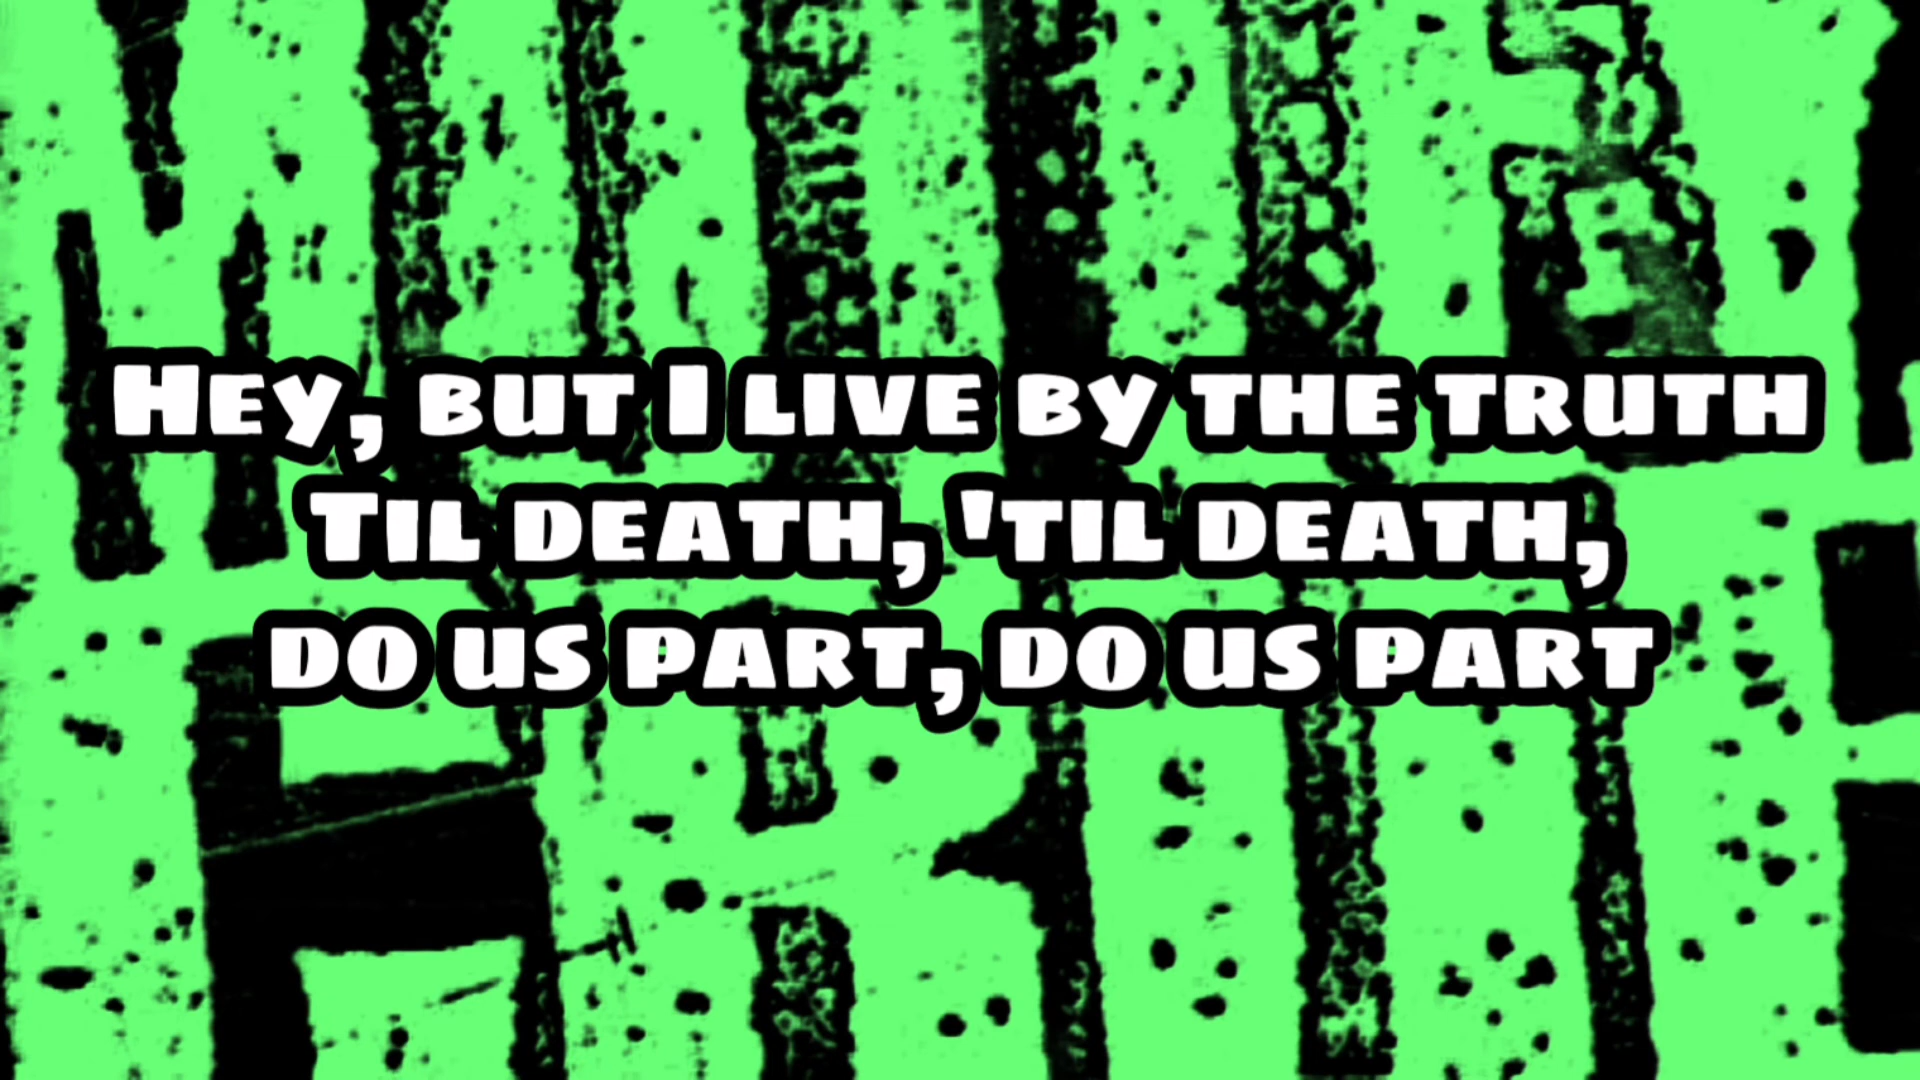 Hey, but I live by the truth
Til death, 'til death,
do us part, do us part